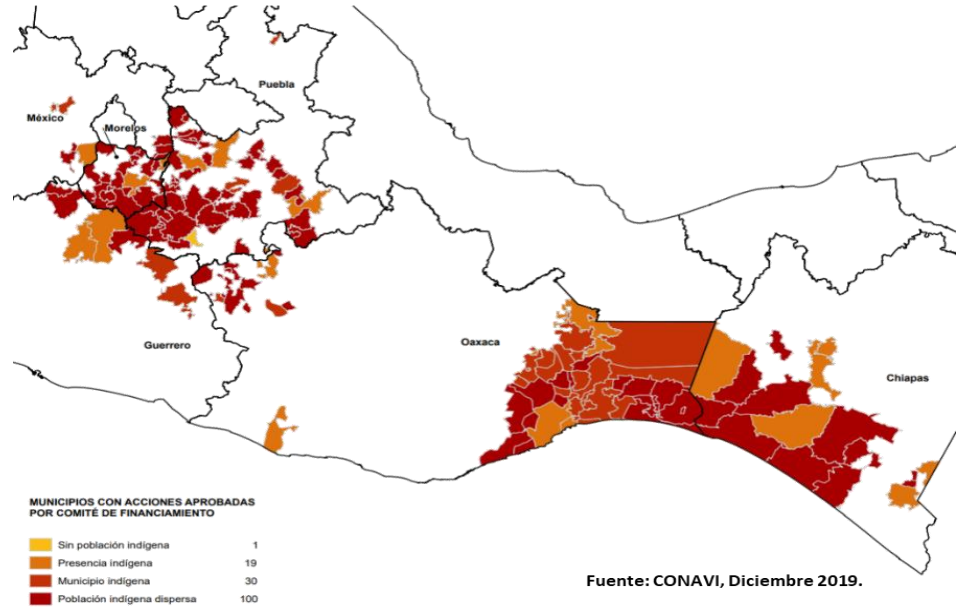 Puebla
México
Morelos
Guerrero
Oaxaca
Chiapas
MUNICIPIOS CON ACCIONES APROBADAS
POR COMITÉ DE FINANCIAMIENTO
Sin población indígena 1
Presencia indígena 19
Municipio indígena 30
Población indígena dispersa 100
Fuente: CONAVI, Diciembre 2019.